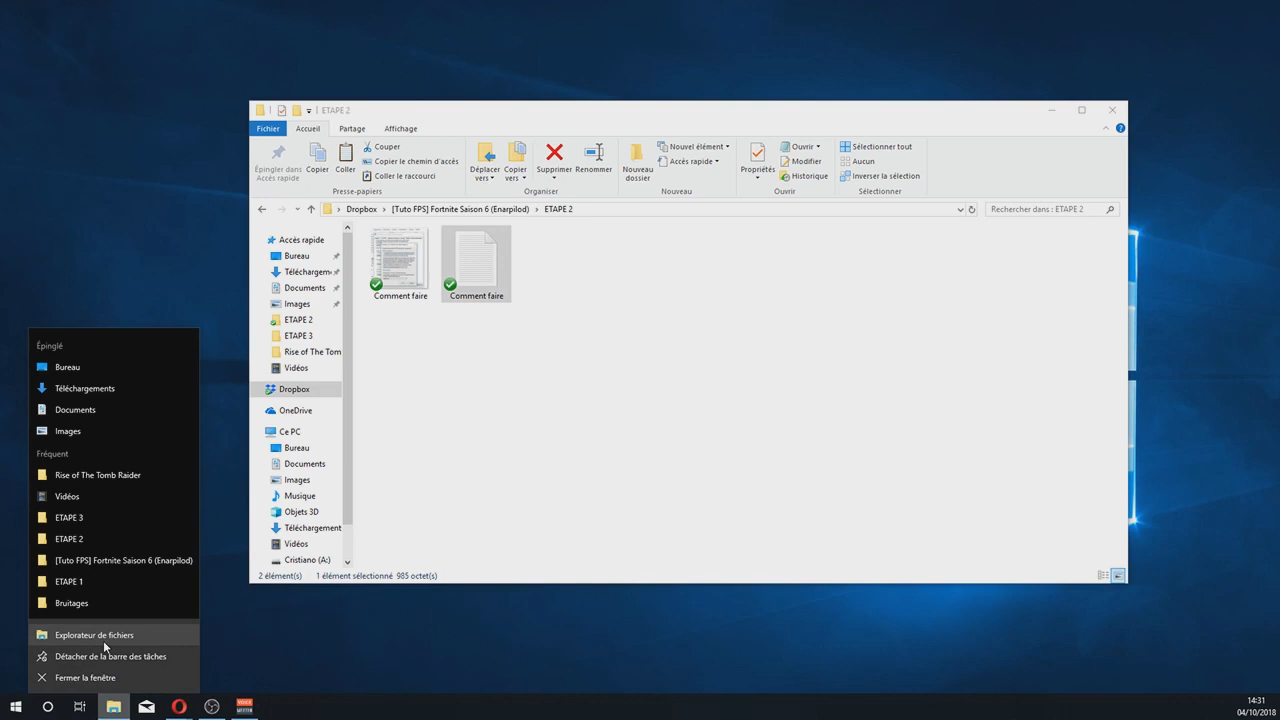 ETAPE 2
Fichier
Accueil
Partage
Affichage
Épingler dans
Accès rapide
Copier
Coller
Couper
Copier le chemin d'accès
Coller le raccourci
Presse-papiers
Déplacer
vers
Copier
vers
Supprimer
Renommer
Organiser
Nouveau
dossier
Nouvel élément
Accès rapide
Nouveau
Propriétés
Ouvrir
Modifier
Historique
Ouvrir
Sélectionner tout
Aucun
Inverser la sélection
Sélectionner
Dropbox > [Tuto FPS] Fortnite Saison 6 (Enarpilod) > ETAPE 2
Rechercher dans : ETAPE 2
Accès rapide
Bureau
Téléchargem
Documents
Images
ETAPE 2
ETAPE 3
Rise of The Tom
Vidéos
Dropbox
OneDrive
Ce PC
Bureau
Documents
Images
Musique
Objets 3D
Téléchargement
Vidéos
Cristiano (A:)
Comment faire
Comment faire
2 élément(s)
1 élément sélectionné 985 octet(s)
Épinglé
Bureau
Téléchargements
Documents
Images
Fréquent
Rise of The Tomb Raider
Vidéos
ETAPE 3
ETAPE 2
[Tuto FPS] Fortnite Saison 6 (Enarpilod)
ETAPE 1
Bruitages
Explorateur de fichiers
Détacher de la barre des tâches
Fermer la fenêtre
14:31
04/10/2018